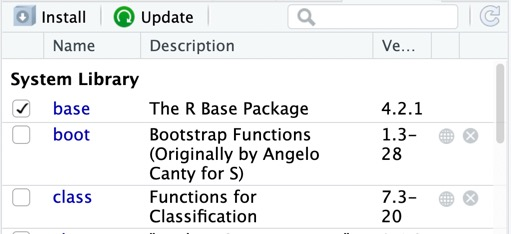 Install Update
Name Description Ve...
System Library
base The R Base Package 4.2.1
boot Bootstrap Functions 1.3-
(Originally by Angelo 28
Canty for S)
class Functions for 7.3-
Classification 20